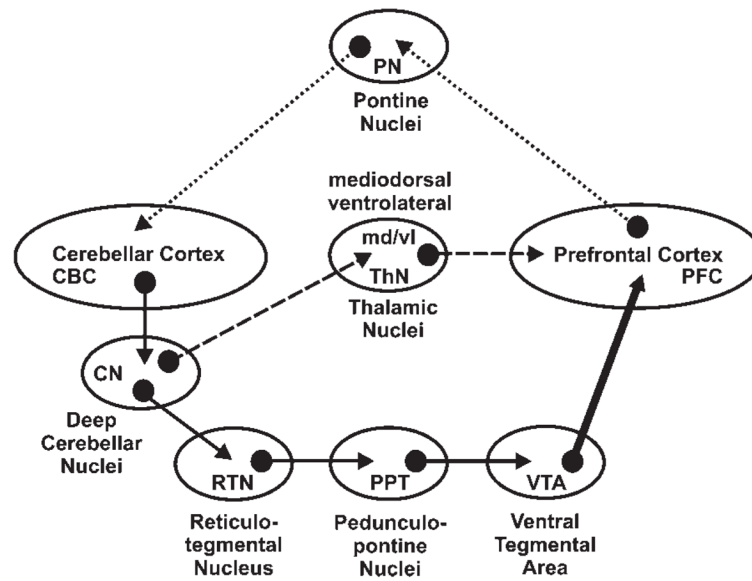 PN
Pontine
Nuclei
mediodorsal
ventrolateral
Cerebellar Cortex
CBC
md/vl
ThN
Thalamic
Nuclei
Prefrontal Cortex
PFC
CN
Deep
Cerebellar
Nuclei
RTN
Reticulo-
tegmental
Nucleus
PPT
Pedunculo-
pontine
Nuclei
VTA
Ventral
Tegmental
Area